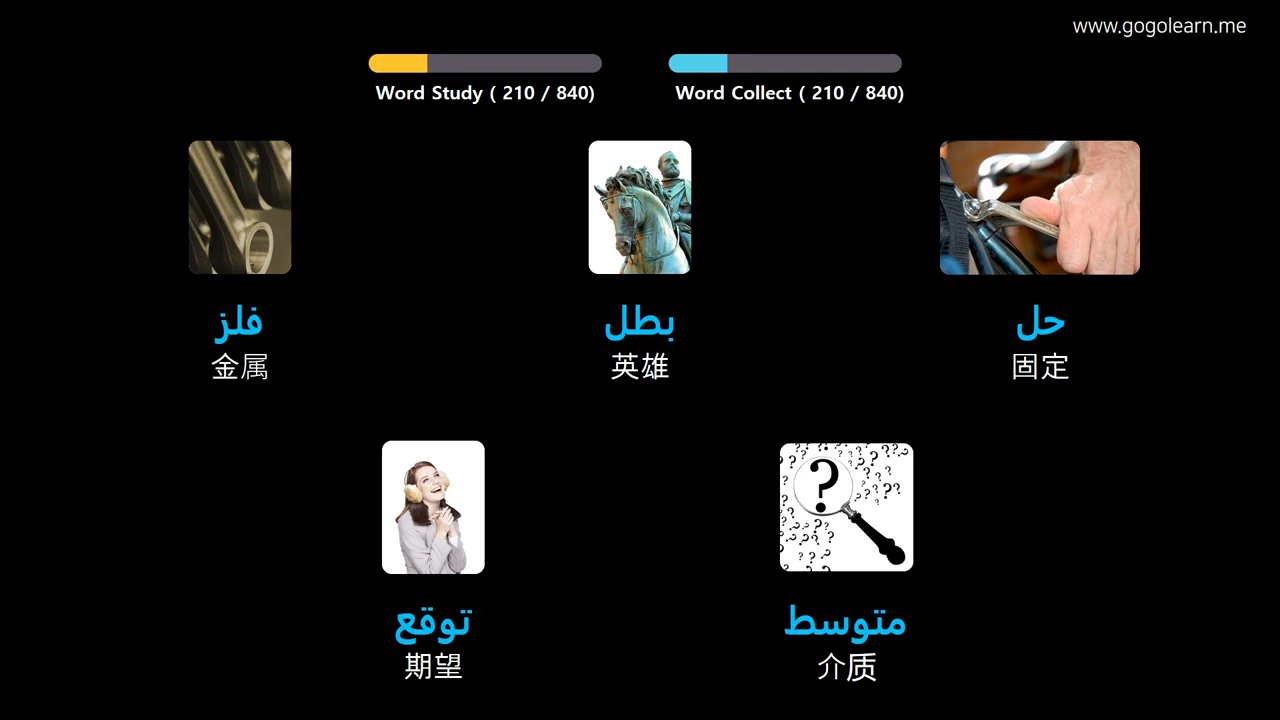 www.gogolearn.me
Word Study ( 210 / 840)
Word Collect ( 210 / 840)
فلز
金属
بطل
英雄
حل
固定
توقع
期望
متوسط
介质